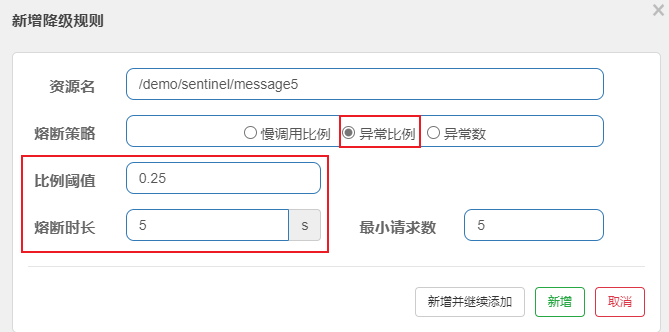 新增降级规则
×
资源名 /demo/sentinel/message5
熔断策略 慢调用比例 异常比例 异常数
比例阈值 0.25
熔断时长 5 s 最小请求数 5
新增并继续添加 新增 取消